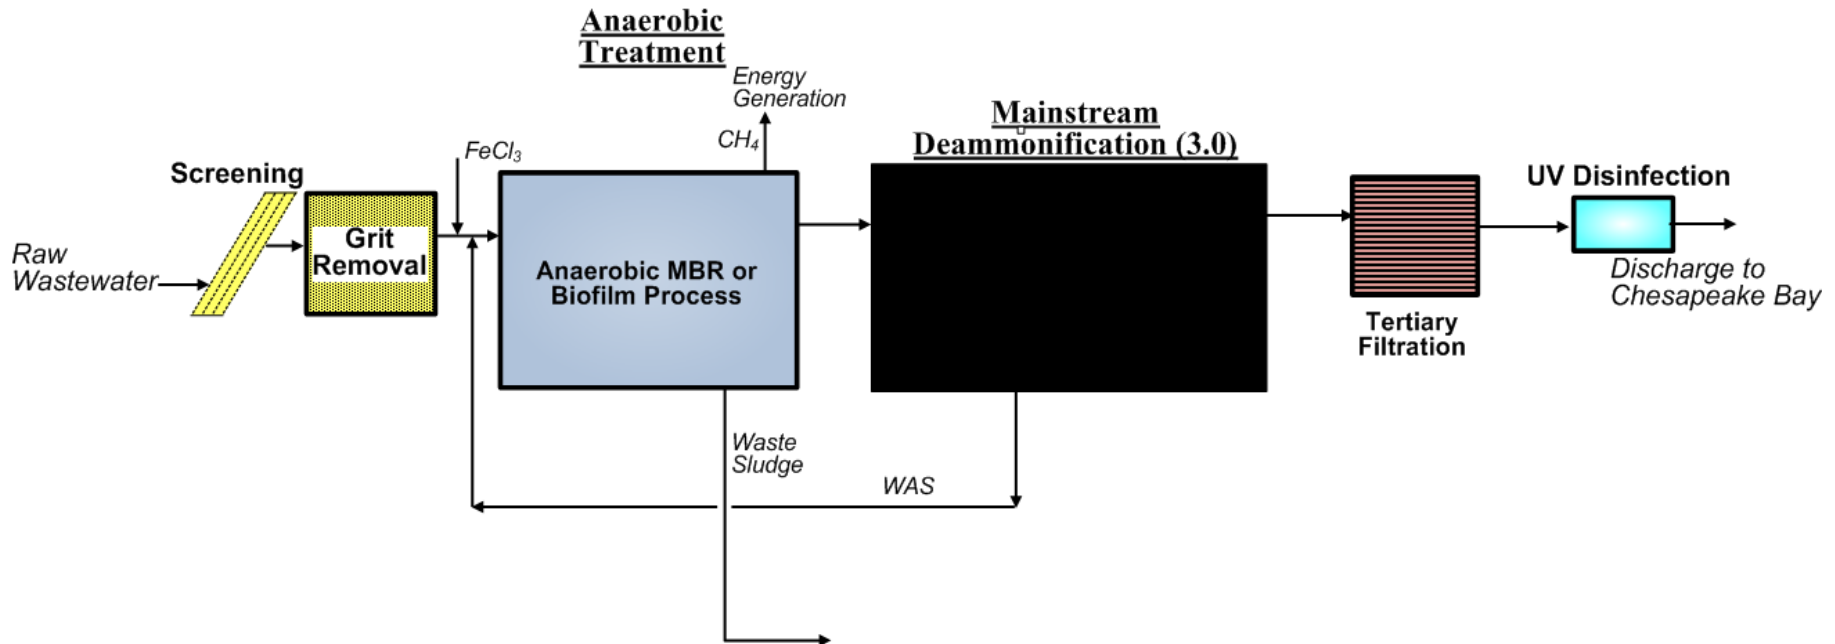 Anaerobic
Treatment
Energy
Generation
CH₄
Mainstream
Deammonification (3.0)
FeCl₃
Screening
UV Disinfection
Grit
Removal
Raw
Wastewater
Anaerobic MBR or
Biofilm Process
Discharge to
Chesapeake Bay
Tertiary
Filtration
Waste
Sludge
WAS